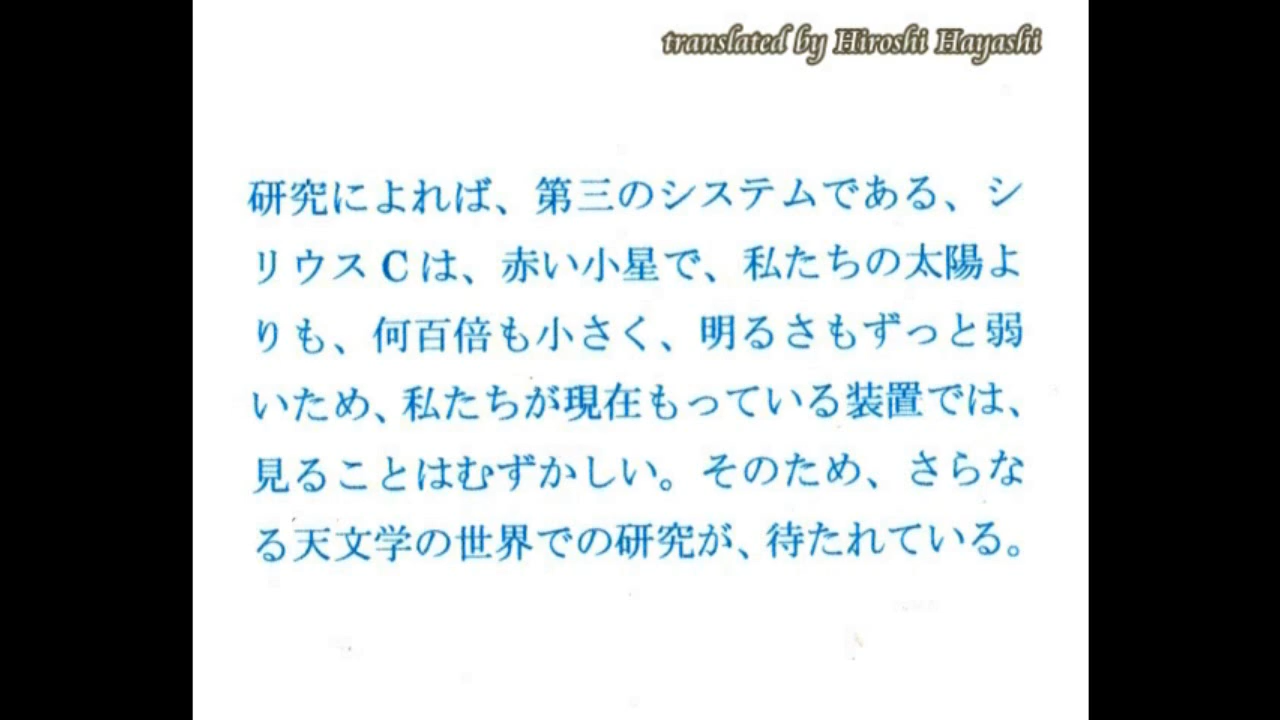 translated by Hiroshi Hayashi
研究によれば、第三のシステムである、シ
リウスCは、赤い小星で、私たちの太陽よ
りも、何百倍も小さく、明るさもずっと弱
いため、私たちが現在もっている装置では、
見ることはむずかしい。そのため、さらな
る天文学の世界での研究が、待たれている。